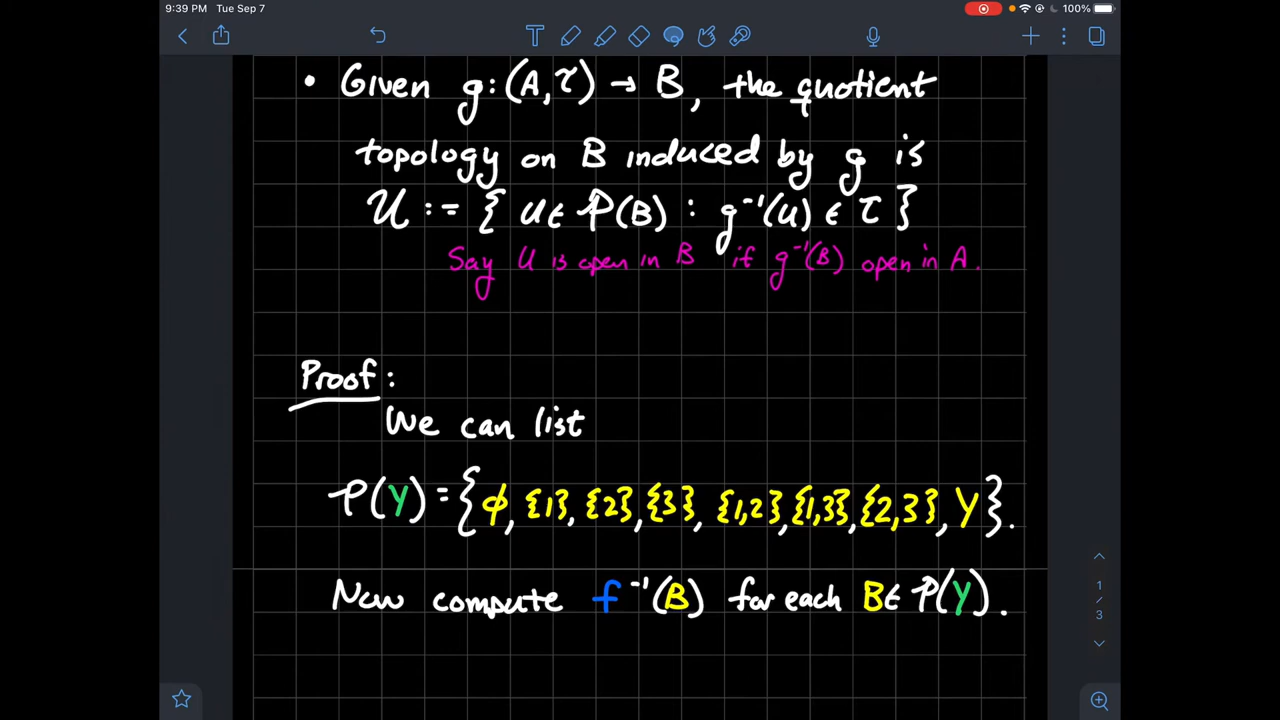 9:39 PM Tue Sep 7
100%
• Given g: (A, τ) → B, the quotient
topology on B induced by g is
𝒰 := { U ∈ 𝒫(B) : g⁻¹(U) ∈ τ }
Say U is open in B if g⁻¹(B) open in A.
Proof:
We can list
𝒫(Y) = { ϕ, {1}, {2}, {3}, {1,2}, {1,3}, {2,3}, Y }.
Now compute f⁻¹(B) for each B ∈ 𝒫(Y).
1
/
3